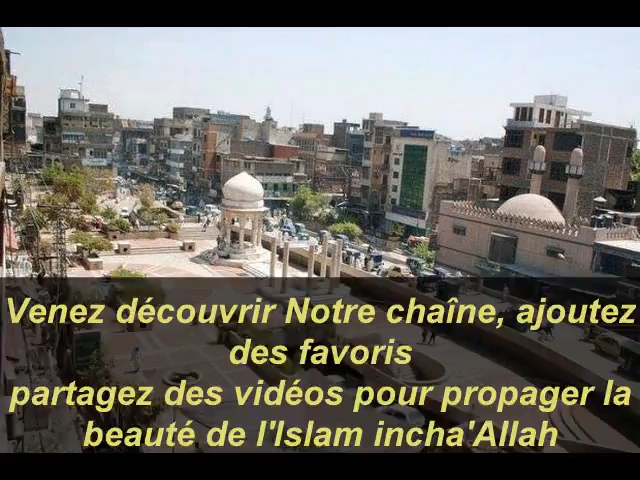 Venez découvrir Notre chaîne, ajoutez
des favoris
partagez des vidéos pour propager la
beauté de l'Islam incha'Allah